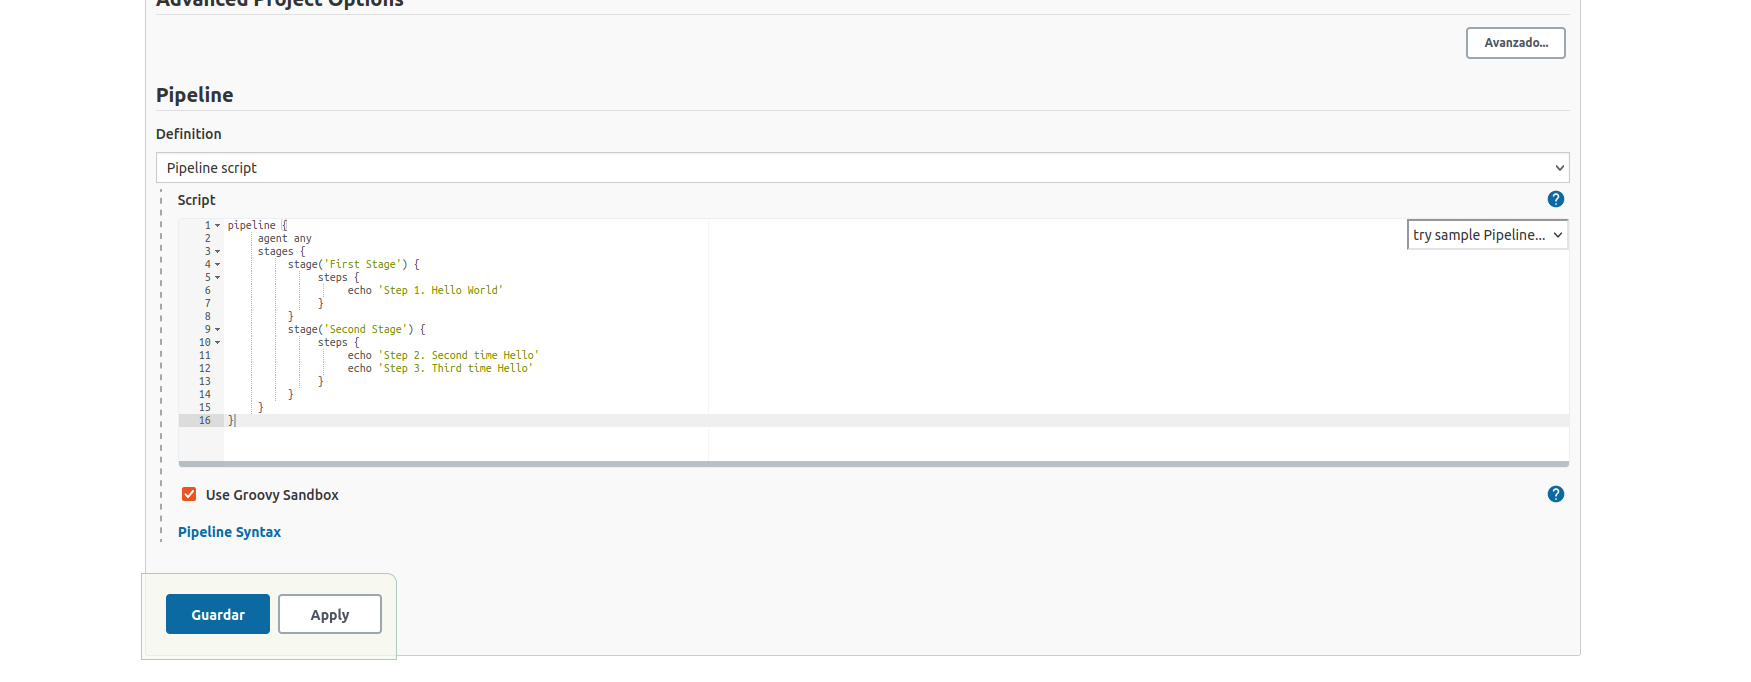 Advanced Project Options
Avanzado...
Pipeline
Definition
Pipeline script
Script
try sample Pipeline...
1 pipeline {
2 agent any
3 stages {
4 stage('First Stage') {
5 steps {
6 echo 'Step 1. Hello World'
7 }
8 }
9 stage('Second Stage') {
10 steps {
11 echo 'Step 2. Second time Hello'
12 echo 'Step 3. Third time Hello'
13 }
14 }
15 }
16 }
Use Groovy Sandbox
Pipeline Syntax
Guardar
Apply